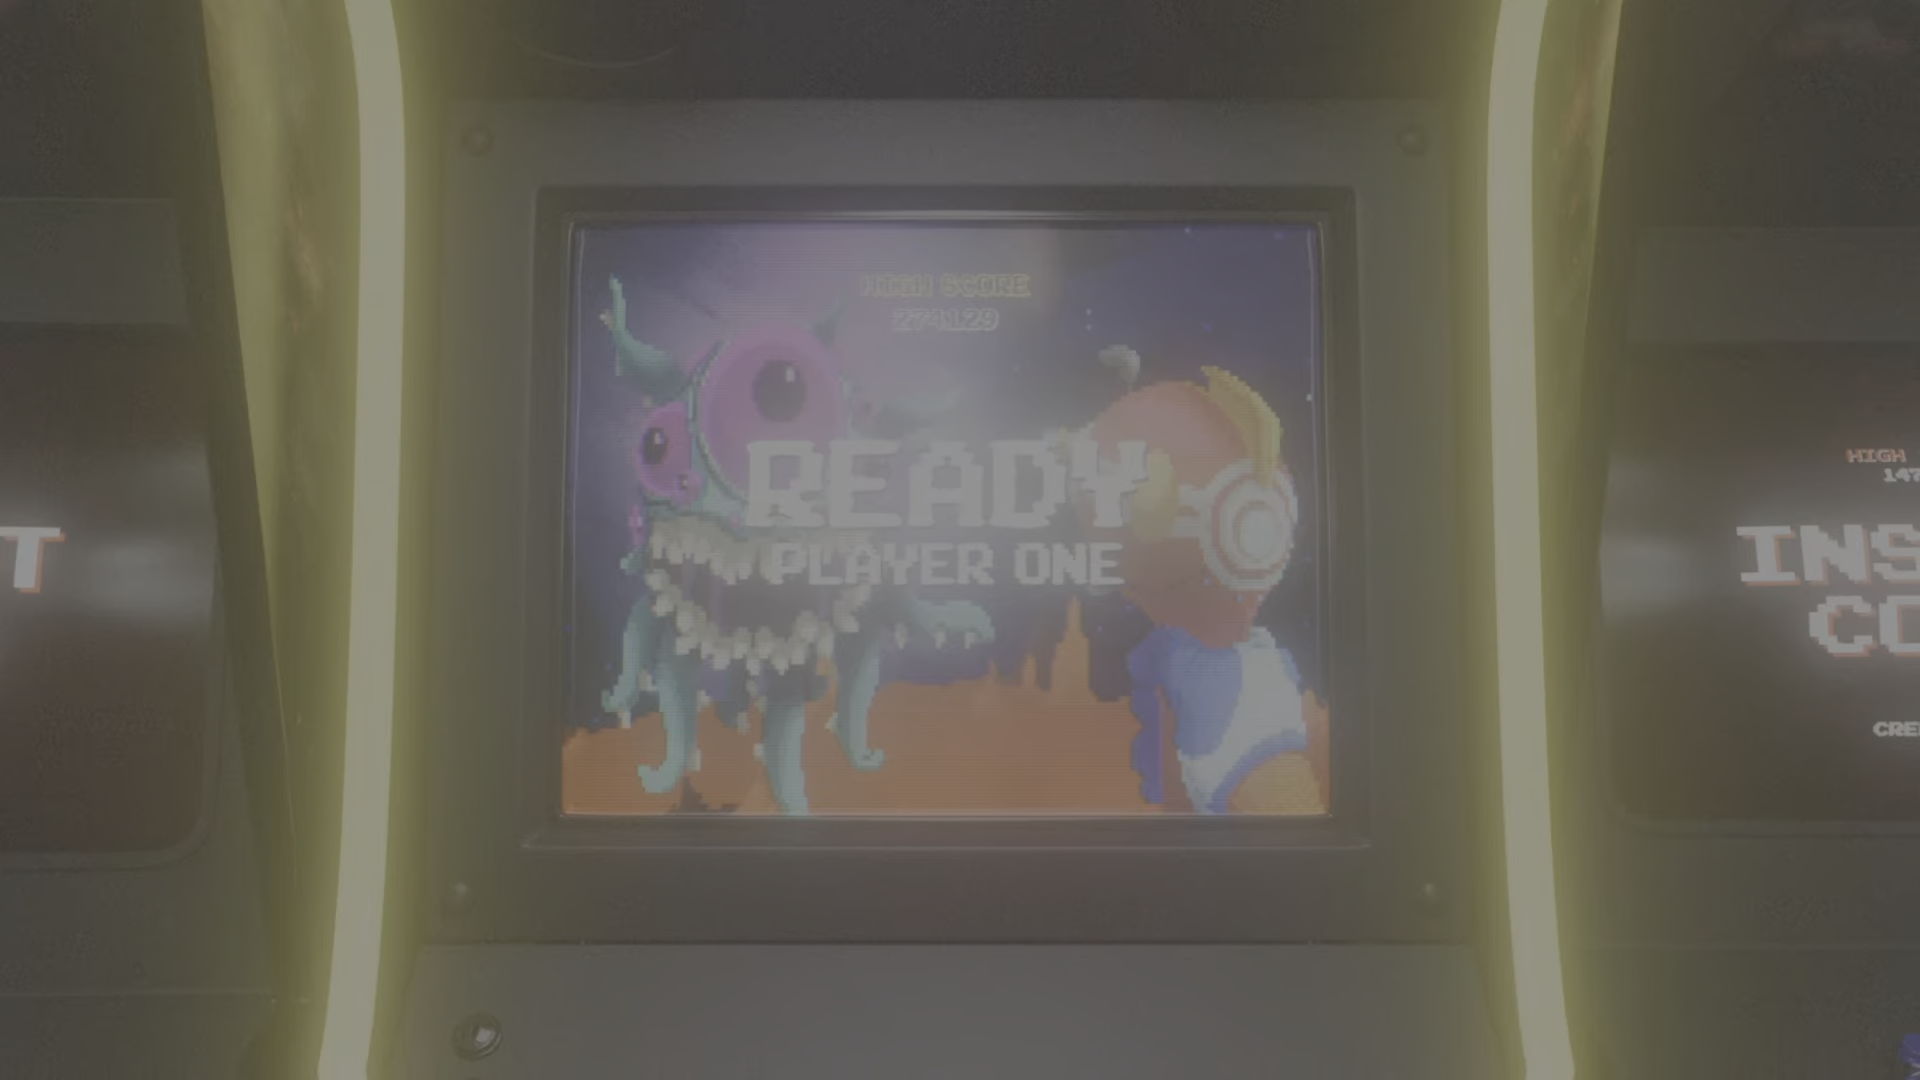 HIGH SCORE
274129
READY
PLAYER ONE
T
HIGH
147
INS
CO
CRE